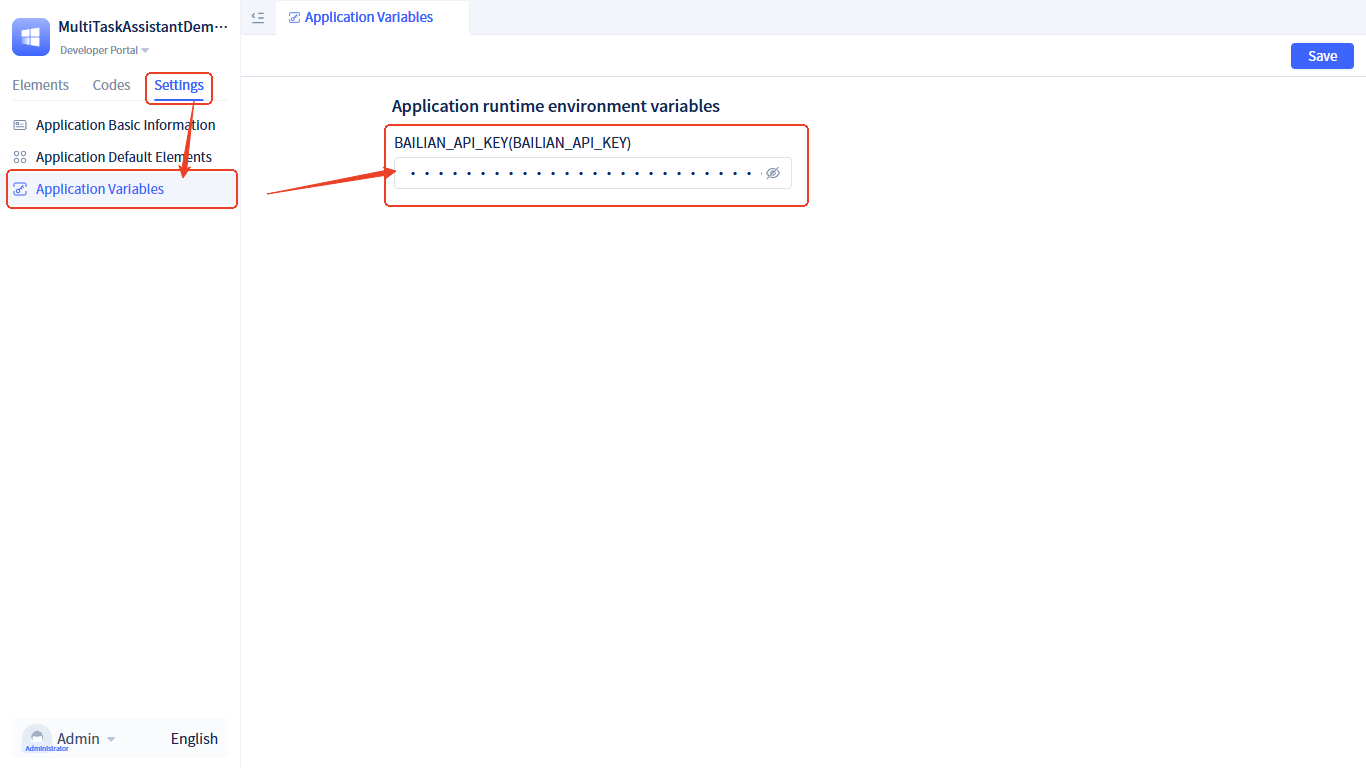 MultiTaskAssistantDem···
Developer Portal
Elements Codes Settings
Application Basic Information
Application Default Elements
Application Variables
Admin
Administrator
English
Application Variables
Save
Application runtime environment variables
BAILIAN_API_KEY(BAILIAN_API_KEY)